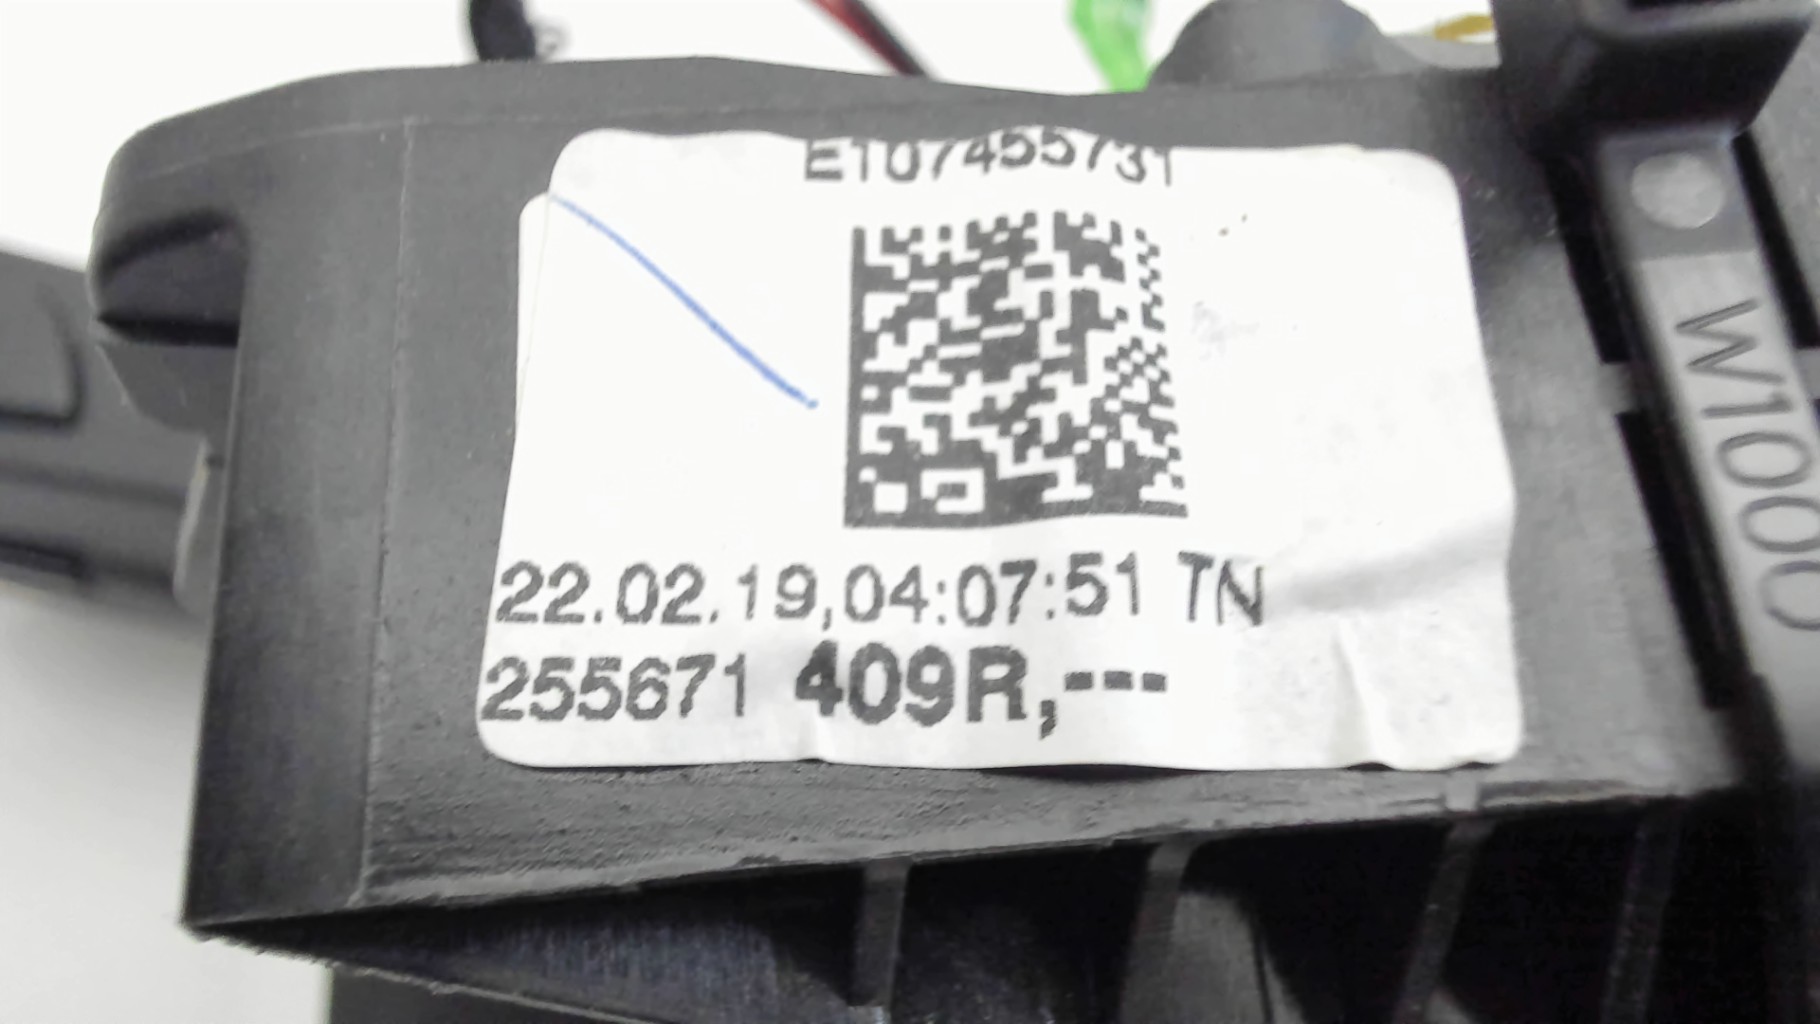 E107455731
22.02.19,04:07:51 TN
255671 409R,---
W1000